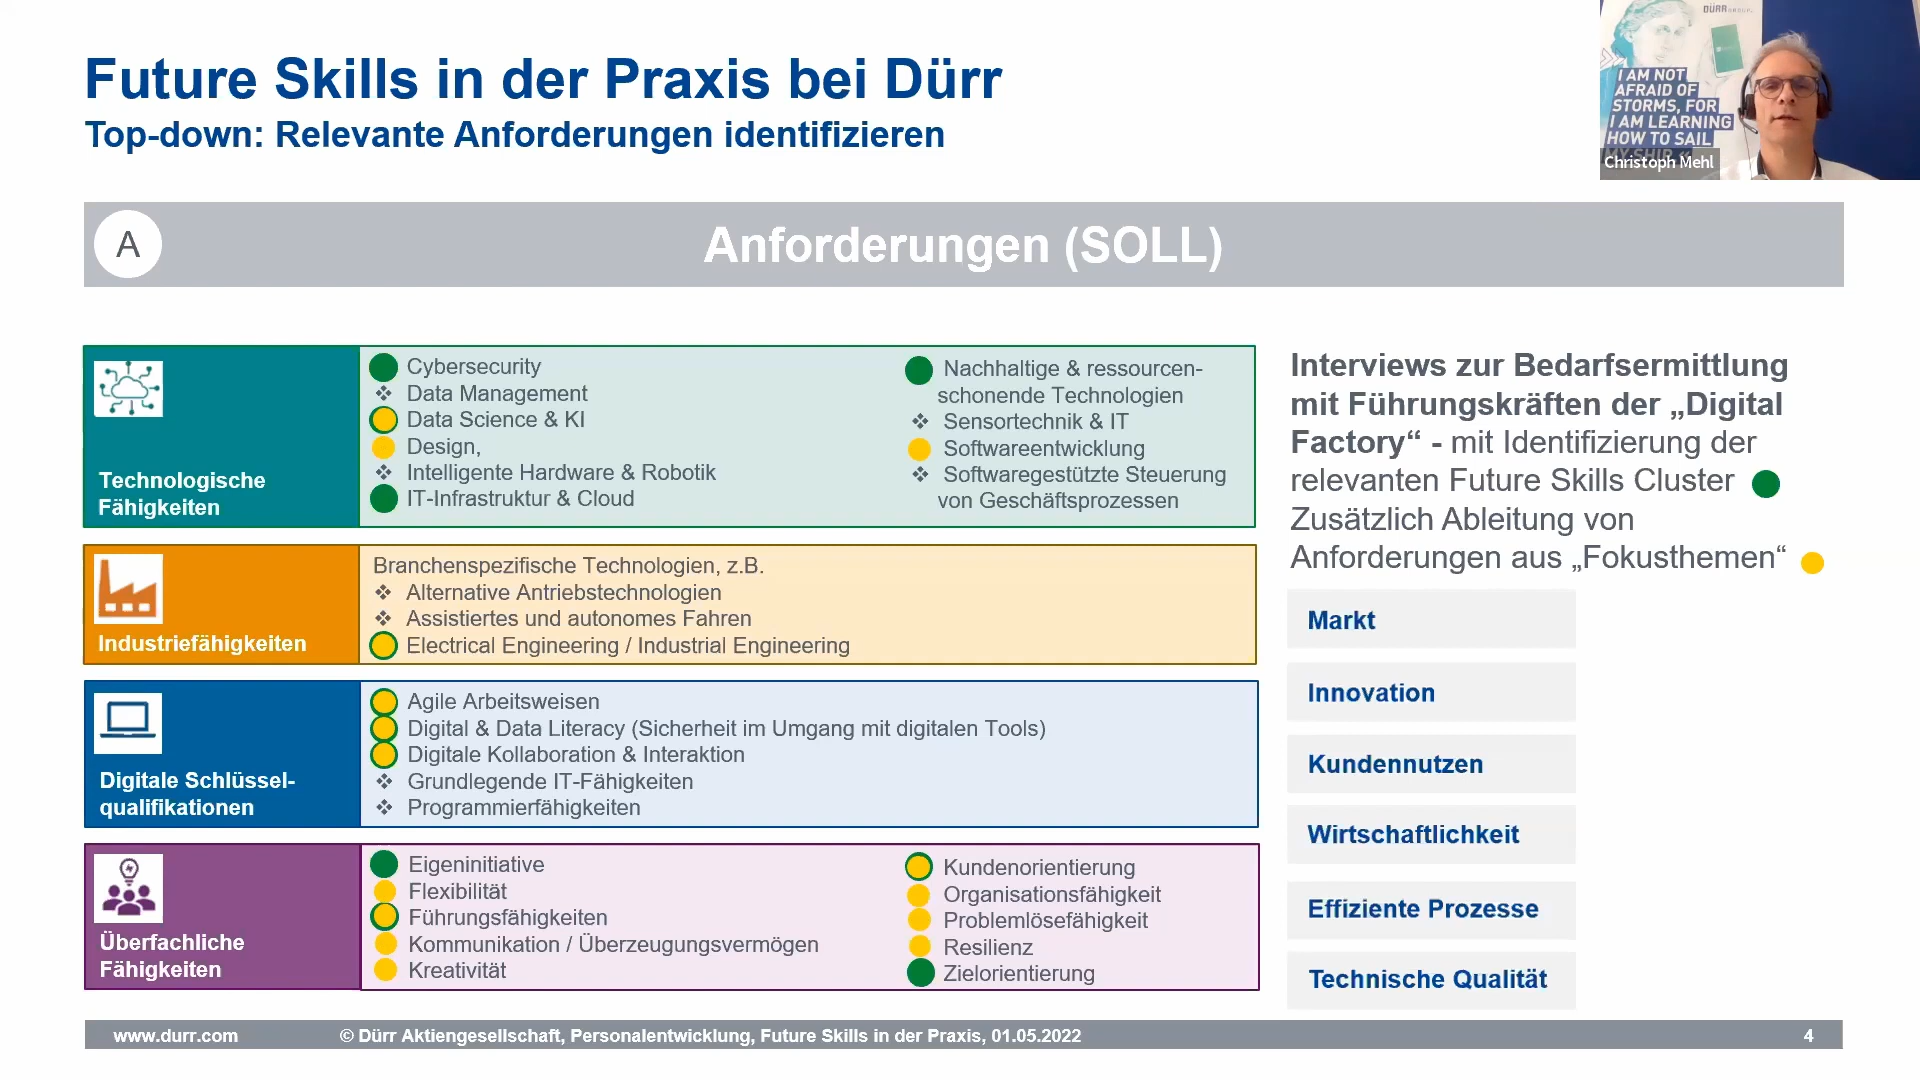 Future Skills in der Praxis bei Dürr
Top-down: Relevante Anforderungen identifizieren
DÜRR GROUP.
I AM NOT
AFRAID OF
STORMS, FOR
I AM LEARNING
HOW TO SAIL
MY SHIP.
Christoph Mehl
A
Anforderungen (SOLL)
Technologische
Fähigkeiten
Cybersecurity
Data Management
Data Science & KI
Design,
Intelligente Hardware & Robotik
IT-Infrastruktur & Cloud
Nachhaltige & ressourcen-
schonende Technologien
Sensortechnik & IT
Softwareentwicklung
Softwaregestützte Steuerung
von Geschäftsprozessen
Industriefähigkeiten
Branchenspezifische Technologien, z.B.
Alternative Antriebstechnologien
Assistiertes und autonomes Fahren
Electrical Engineering / Industrial Engineering
Digitale Schlüssel-
qualifikationen
Agile Arbeitsweisen
Digital & Data Literacy (Sicherheit im Umgang mit digitalen Tools)
Digitale Kollaboration & Interaktion
Grundlegende IT-Fähigkeiten
Programmierfähigkeiten
Überfachliche
Fähigkeiten
Eigeninitiative
Flexibilität
Führungsfähigkeiten
Kommunikation / Überzeugungsvermögen
Kreativität
Kundenorientierung
Organisationsfähigkeit
Problemlösefähigkeit
Resilienz
Zielorientierung
Interviews zur Bedarfsermittlung
mit Führungskräften der „Digital
Factory“ - mit Identifizierung der
relevanten Future Skills Cluster
Zusätzlich Ableitung von
Anforderungen aus „Fokusthemen“
Markt
Innovation
Kundennutzen
Wirtschaftlichkeit
Effiziente Prozesse
Technische Qualität
www.durr.com
© Dürr Aktiengesellschaft, Personalentwicklung, Future Skills in der Praxis, 01.05.2022
4